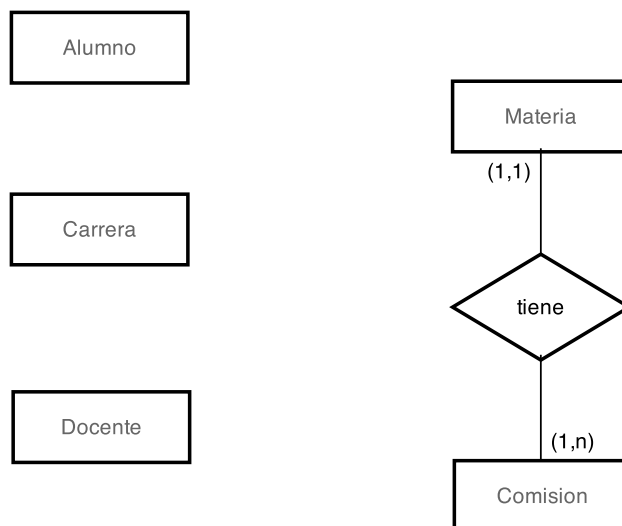 Alumno
Materia
(1,1)
Carrera
tiene
Docente
(1,n)
Comision